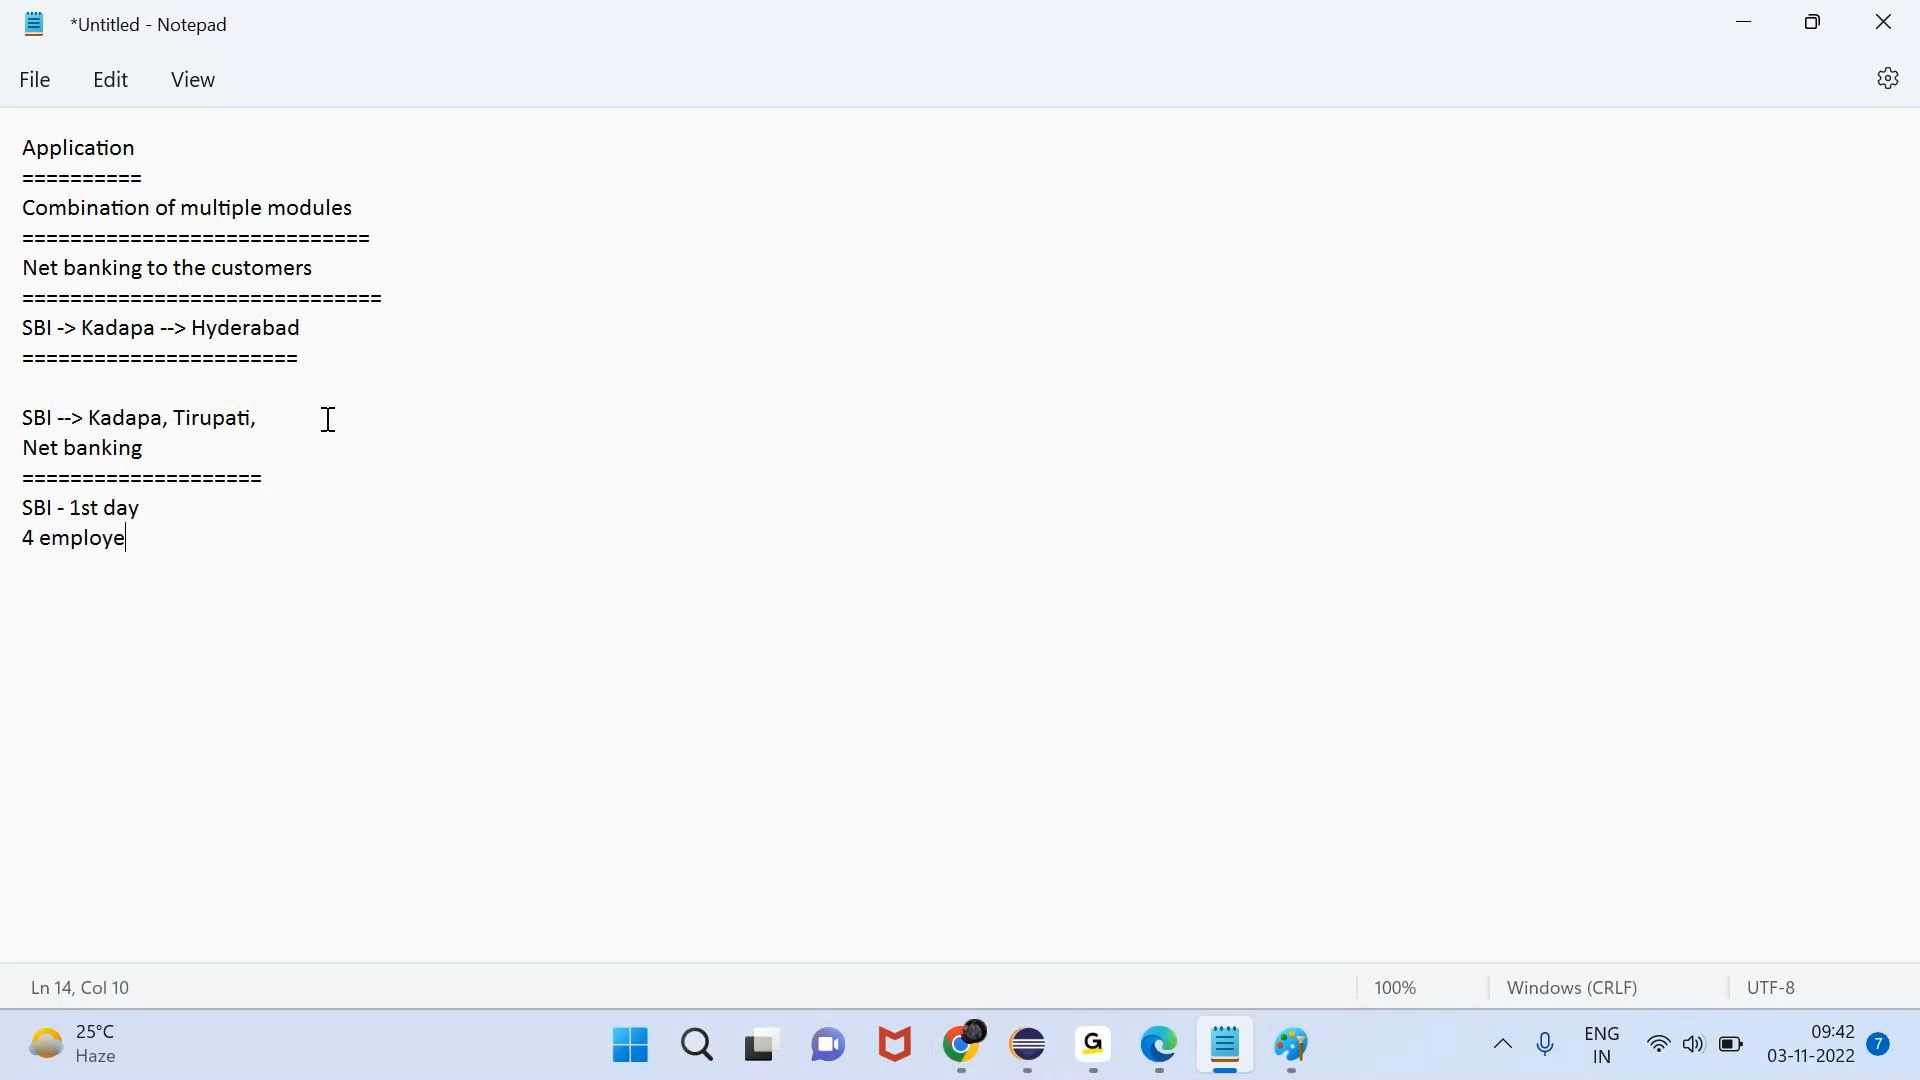 *Untitled - Notepad
File Edit View
Application
==========
Combination of multiple modules
=============================
Net banking to the customers
==============================
SBI -> Kadapa --> Hyderabad
=======================

SBI --> Kadapa, Tirupati,
Net banking
====================
SBI - 1st day
4 employe
Ln 14, Col 10 100% Windows (CRLF) UTF-8
25°C
Haze
G
ENG
IN
09:42
03-11-2022
7